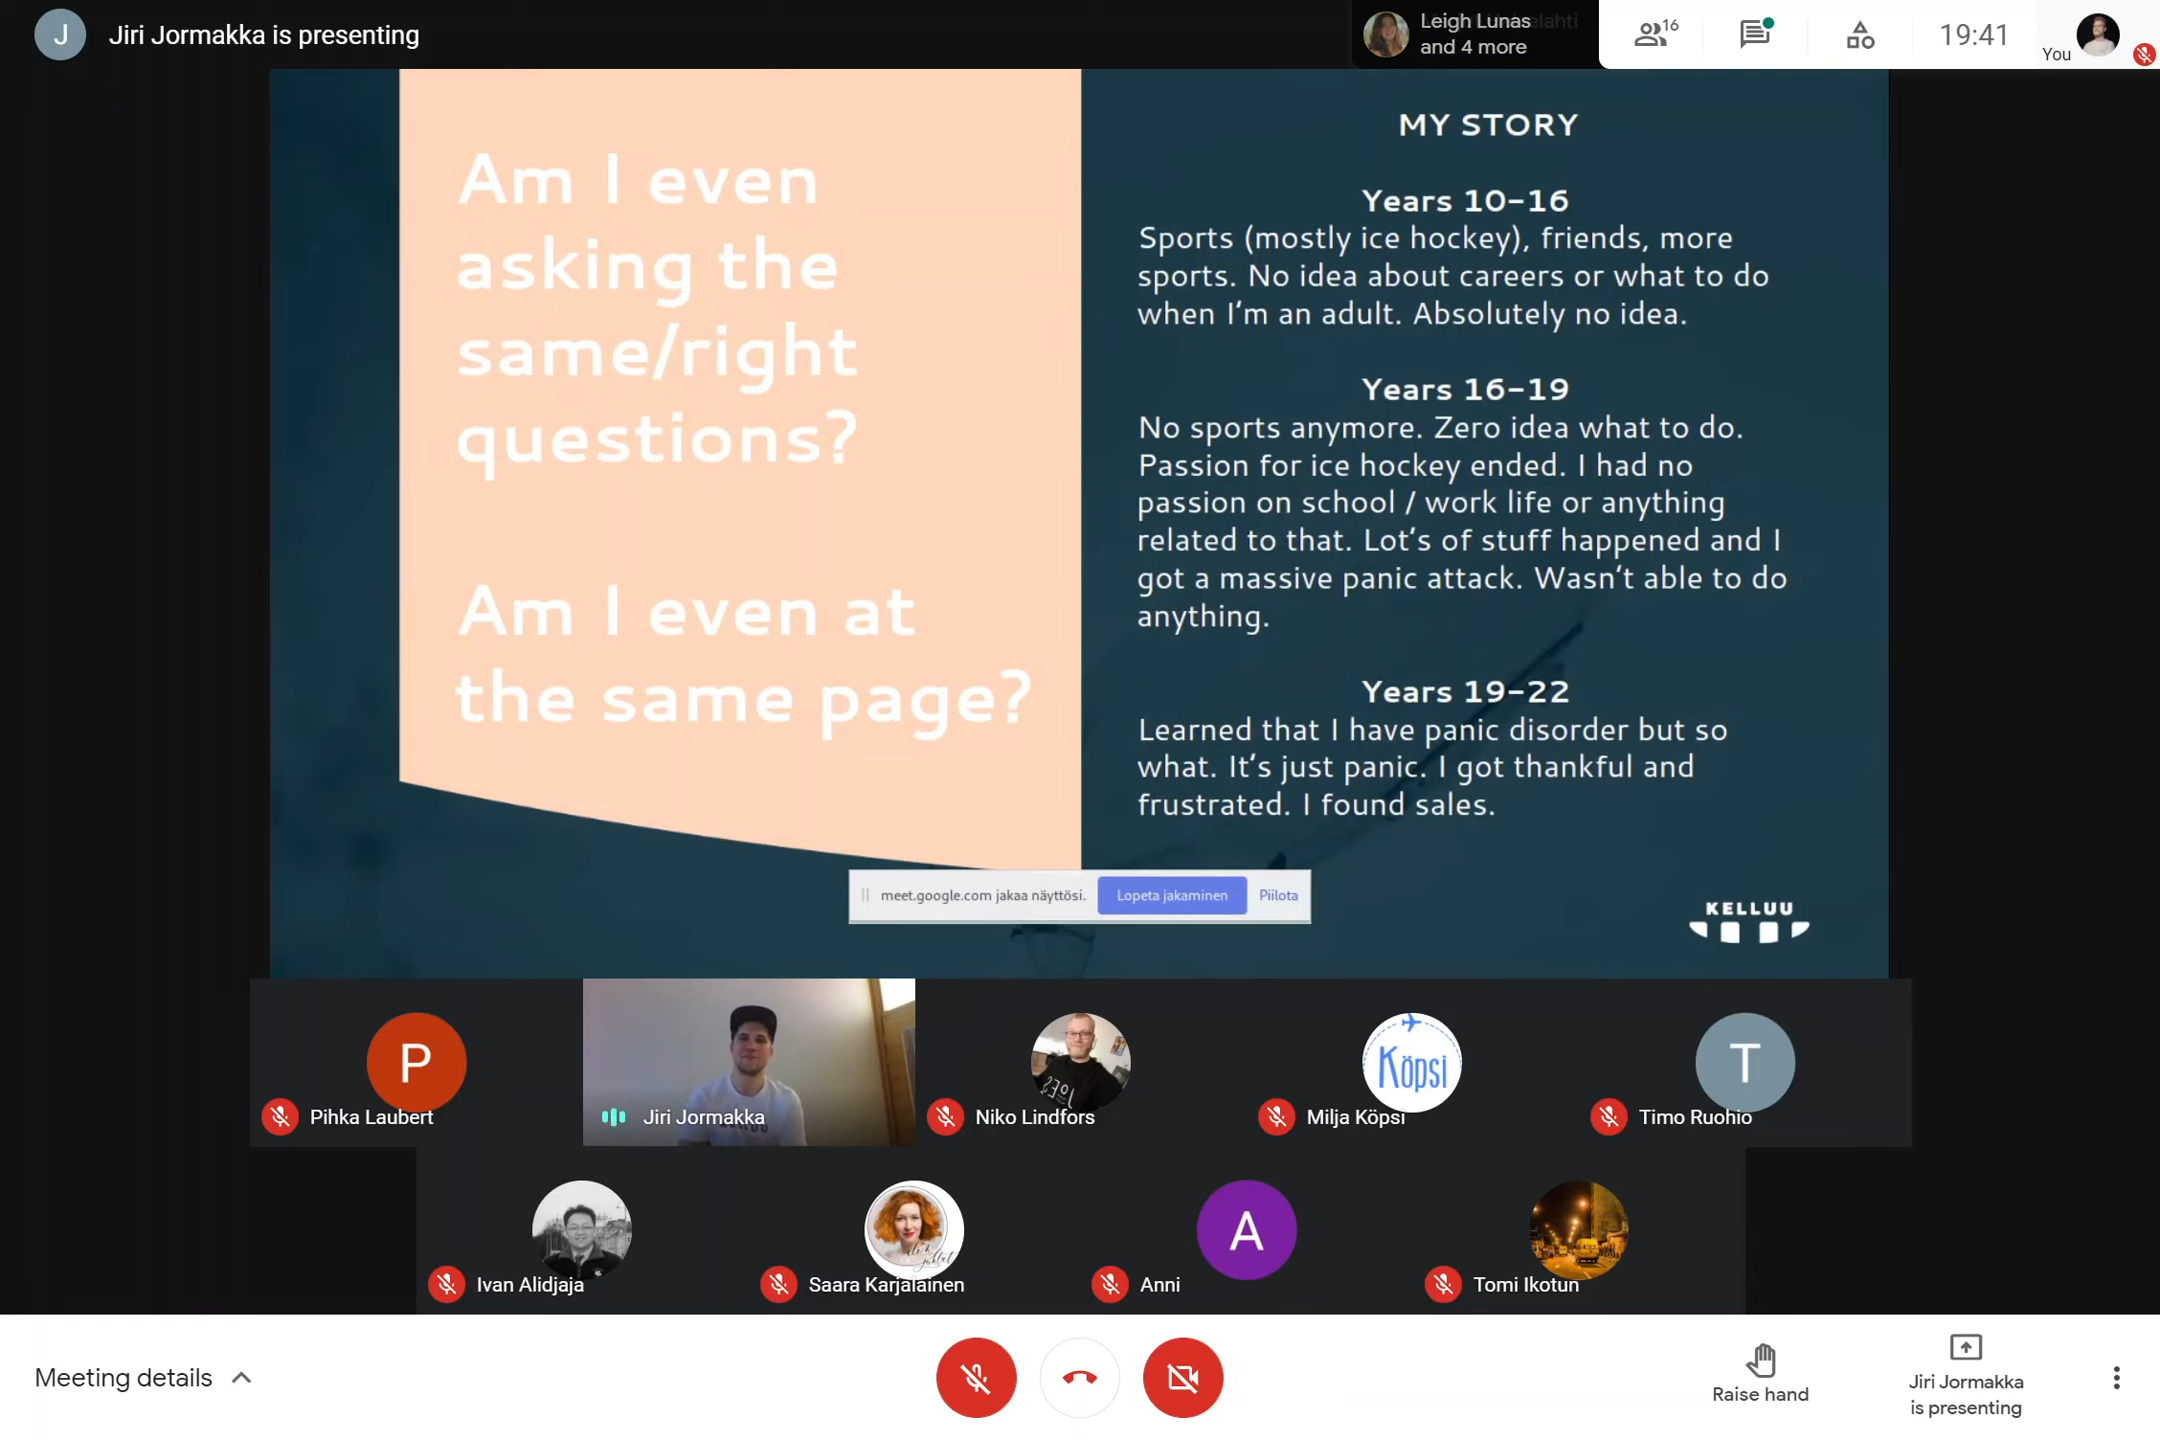 J
Jiri Jormakka is presenting
Leigh Lunas
and 4 more
16
19:41
You
Am I even
asking the
same/right
questions?
Am I even at
the same page?
MY STORY
Years 10-16
Sports (mostly ice hockey), friends, more
sports. No idea about careers or what to do
when I'm an adult. Absolutely no idea.
Years 16-19
No sports anymore. Zero idea what to do.
Passion for ice hockey ended. I had no
passion on school / work life or anything
related to that. Lot's of stuff happened and I
got a massive panic attack. Wasn't able to do
anything.
Years 19-22
Learned that I have panic disorder but so
what. It's just panic. I got thankful and
frustrated. I found sales.
meet.google.com jakaa näyttösi.
Lopeta jakaminen
Piilota
KELLUU
P
Pihka Laubert
Jiri Jormakka
Niko Lindfors
Köpsi
Milja Köpsi
T
Timo Ruohio
Ivan Alidjaja
Saara Karjalainen
A
Anni
Tomi Ikotun
Meeting details
Raise hand
Jiri Jormakka
is presenting